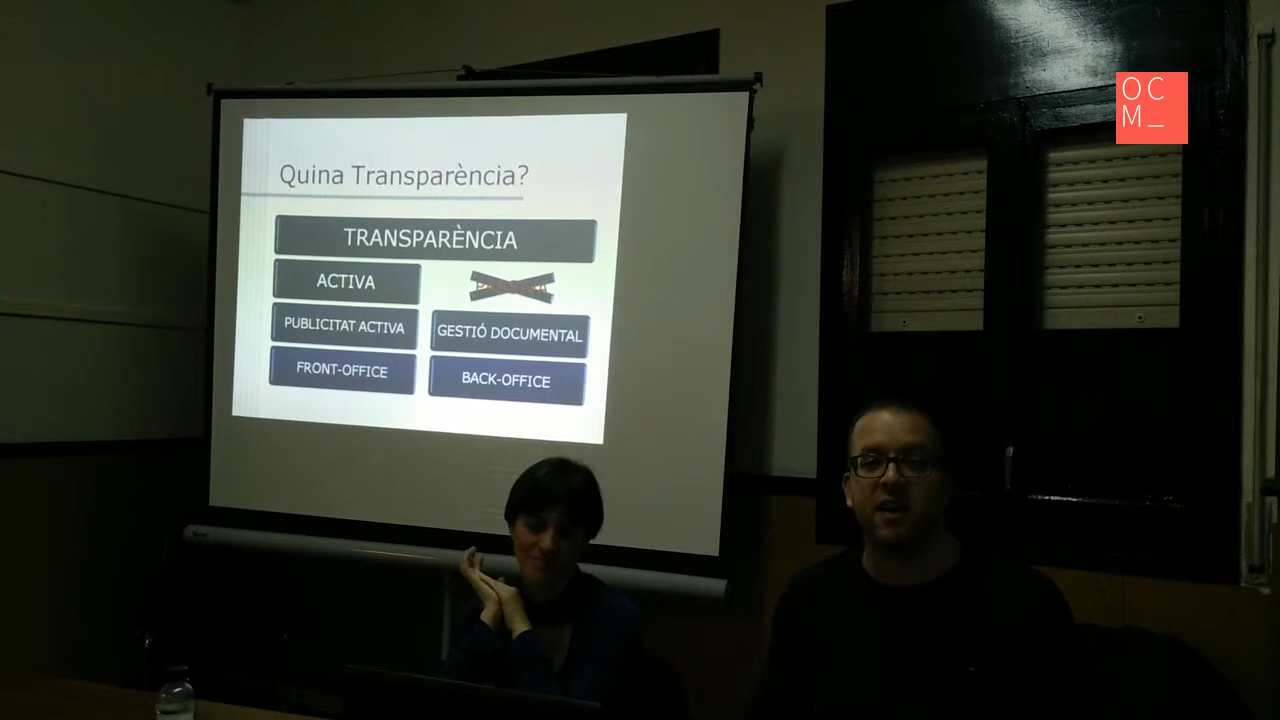 OC
M_
Quina Transparència?
TRANSPARÈNCIA
ACTIVA
PUBLICITAT ACTIVA
GESTIÓ DOCUMENTAL
FRONT-OFFICE
BACK-OFFICE